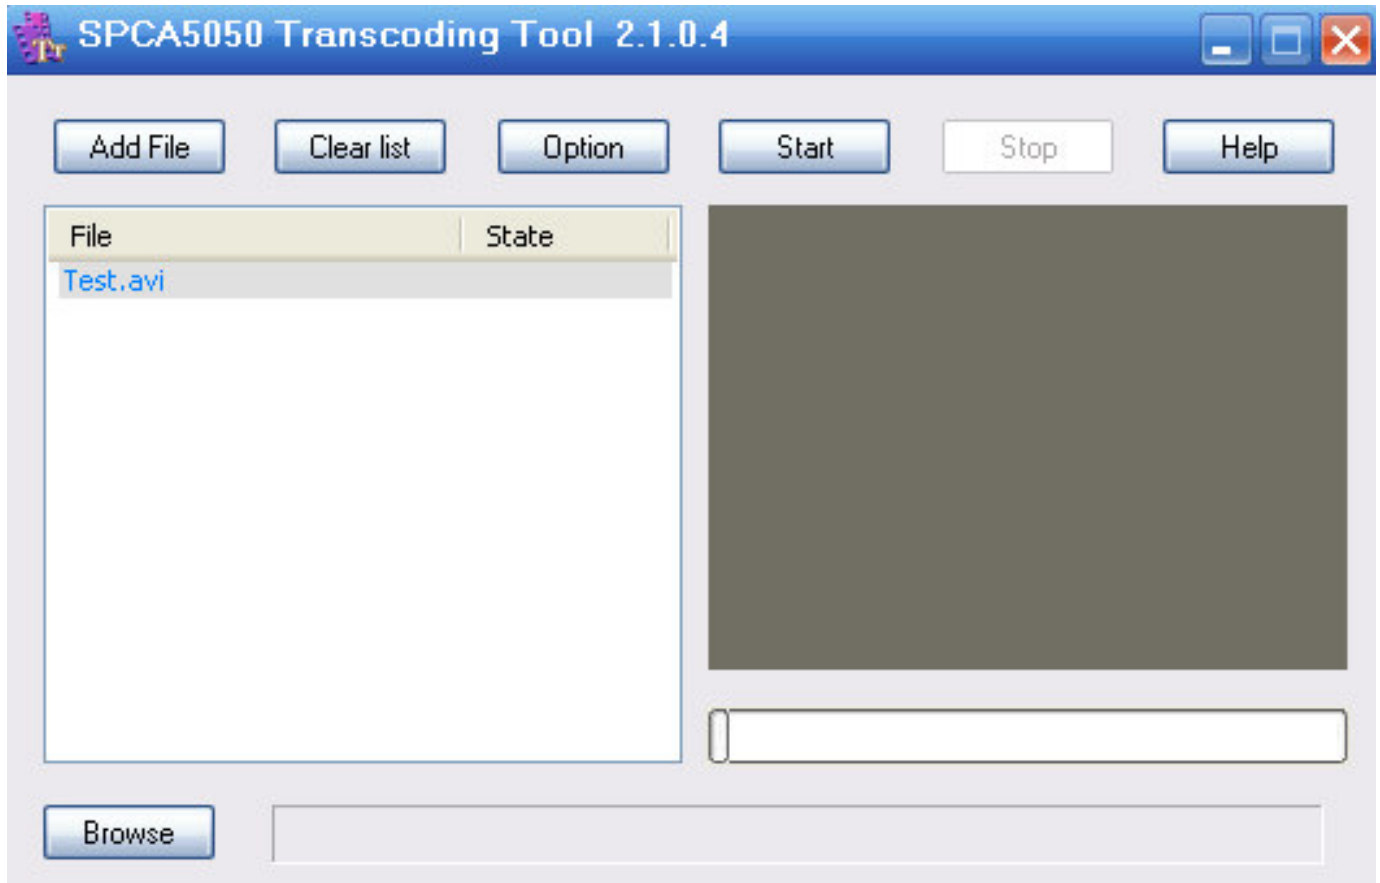 SPCA5050 Transcoding Tool 2.1.0.4
Add File Clear list Option Start Stop Help
File State
Test.avi
Browse